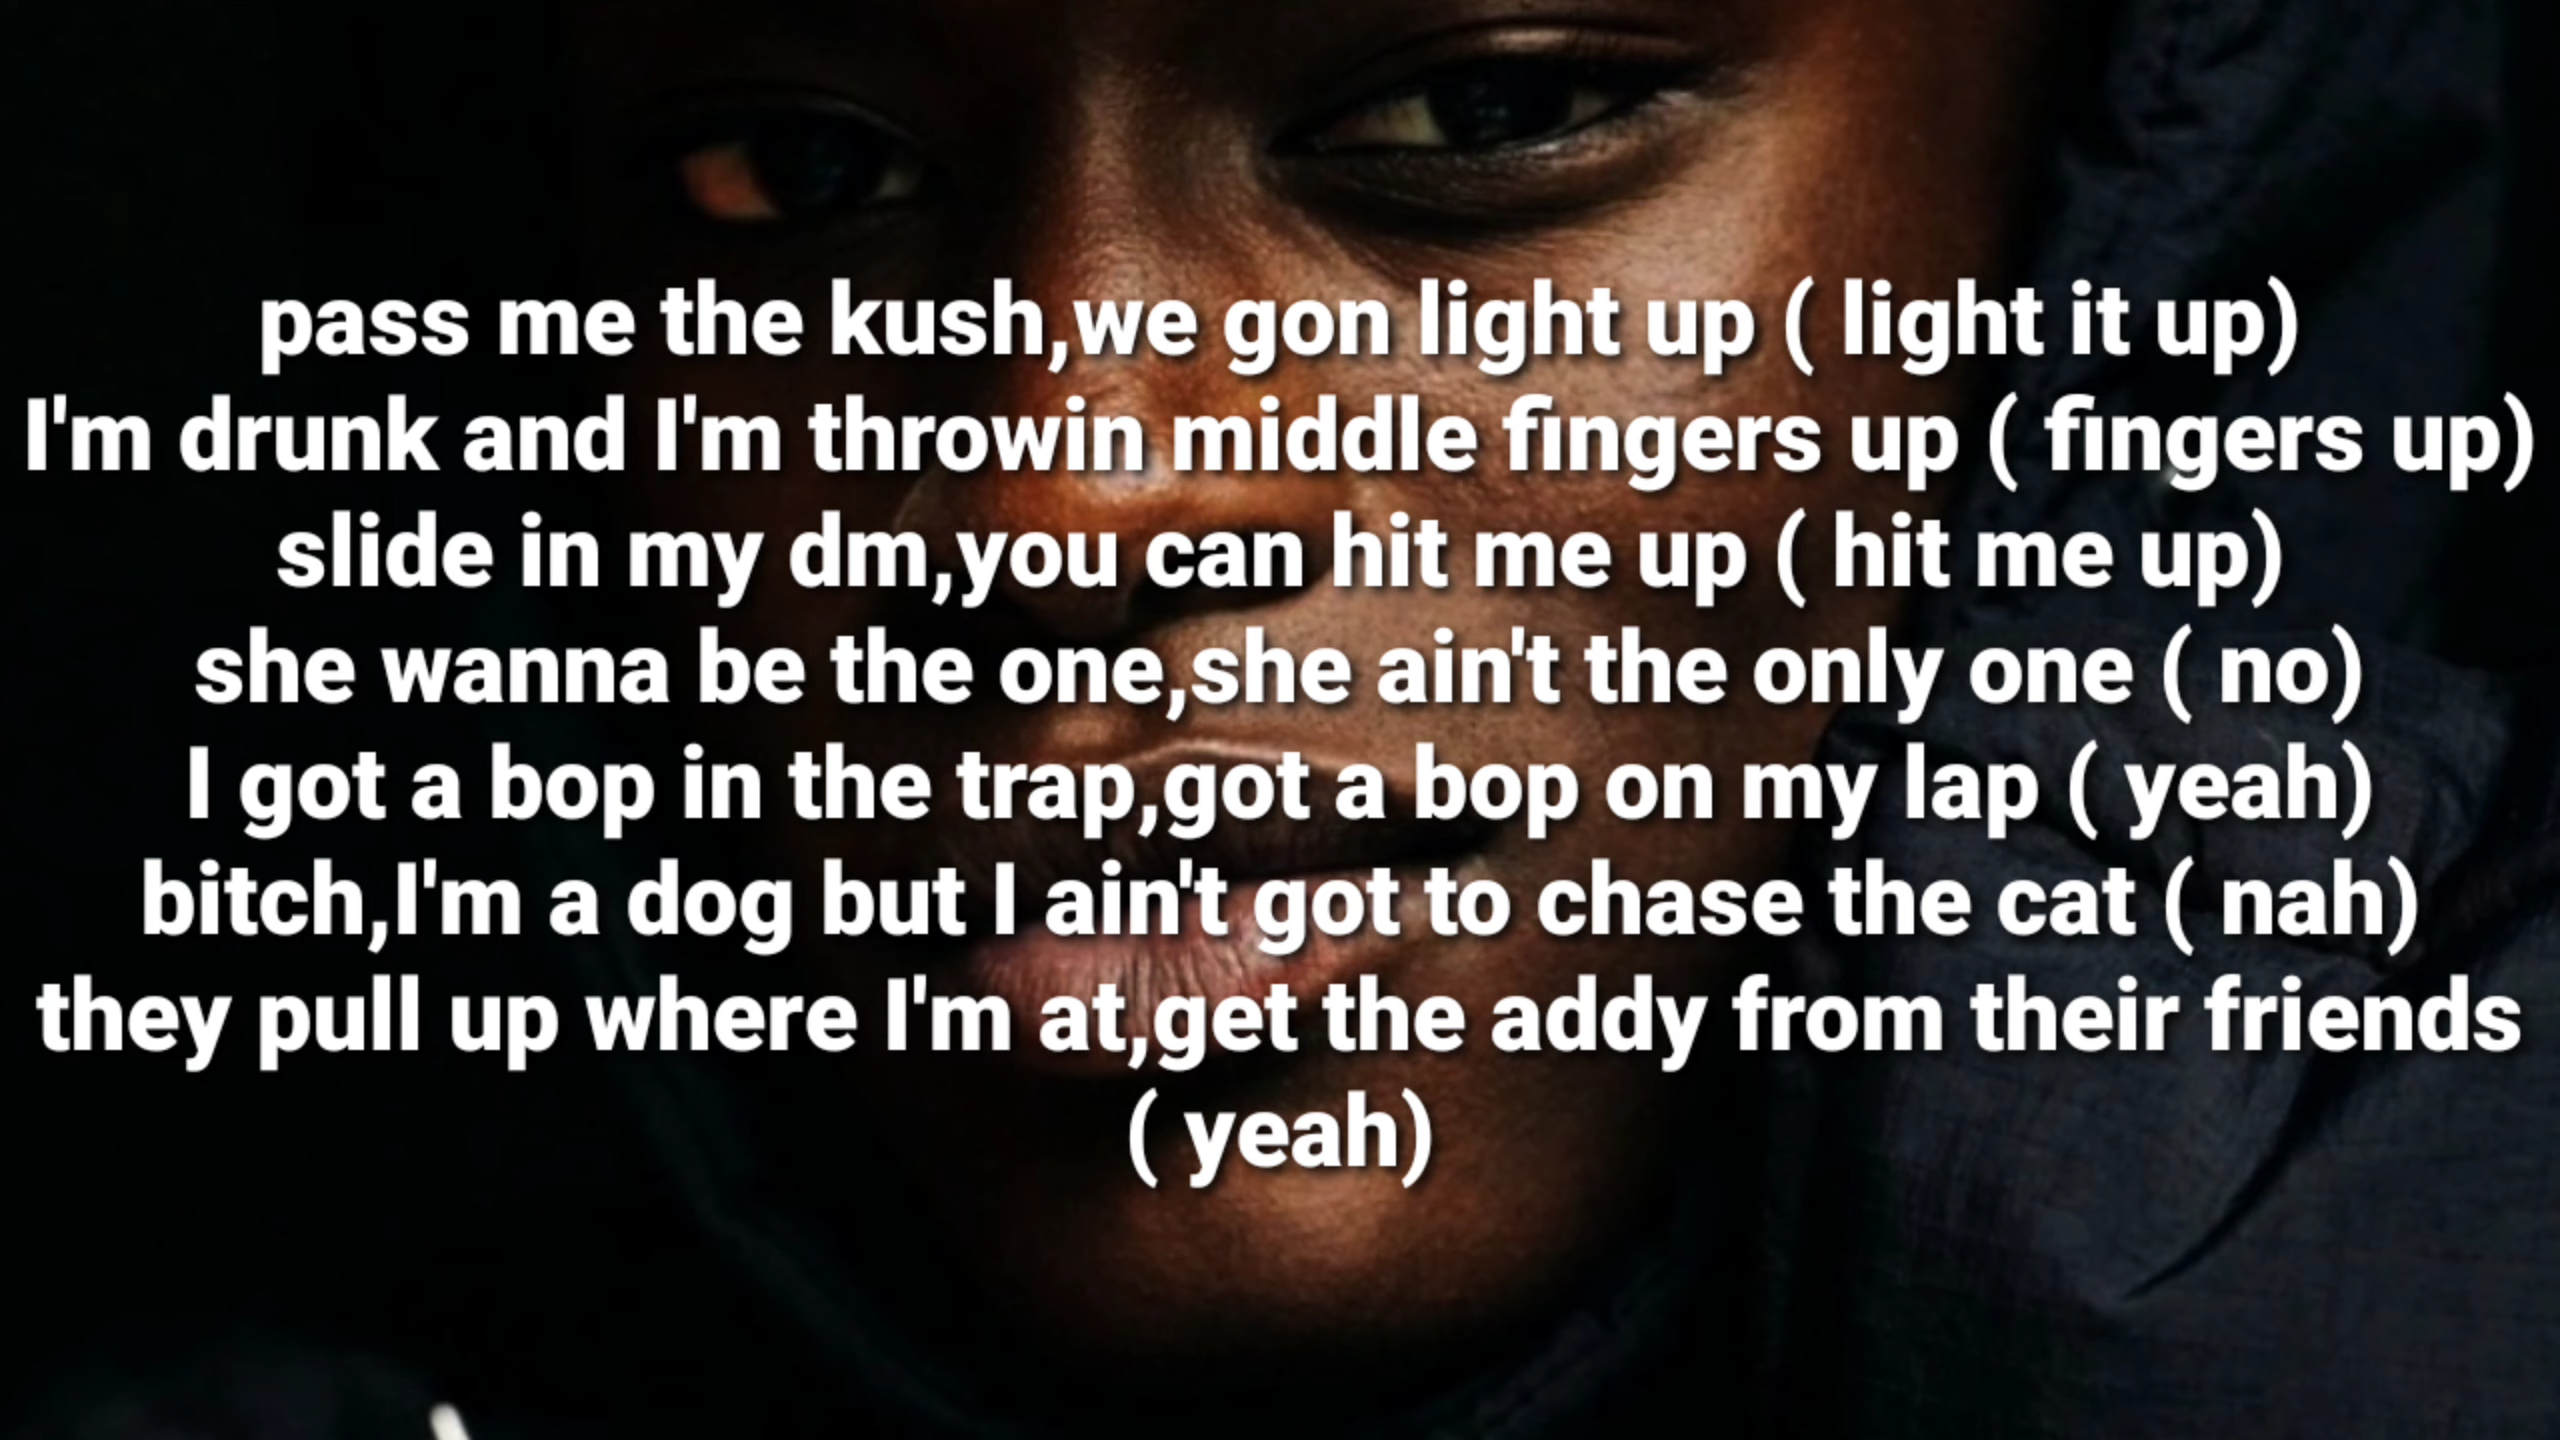 pass me the kush,we gon light up ( light it up)
I'm drunk and I'm throwin middle fingers up ( fingers up)
slide in my dm,you can hit me up ( hit me up)
she wanna be the one,she ain't the only one ( no)
I got a bop in the trap,got a bop on my lap ( yeah)
bitch,I'm a dog but I ain't got to chase the cat ( nah)
they pull up where I'm at,get the addy from their friends
( yeah)